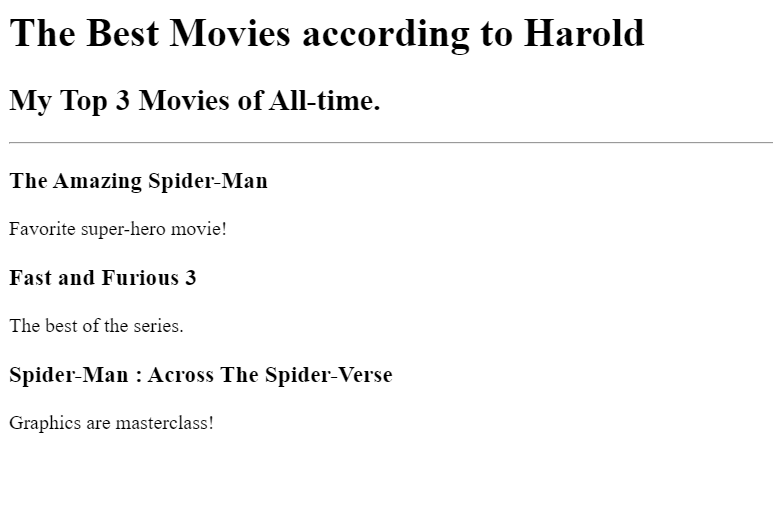 The Best Movies according to Harold
My Top 3 Movies of All-time.
The Amazing Spider-Man
Favorite super-hero movie!
Fast and Furious 3
The best of the series.
Spider-Man : Across The Spider-Verse
Graphics are masterclass!